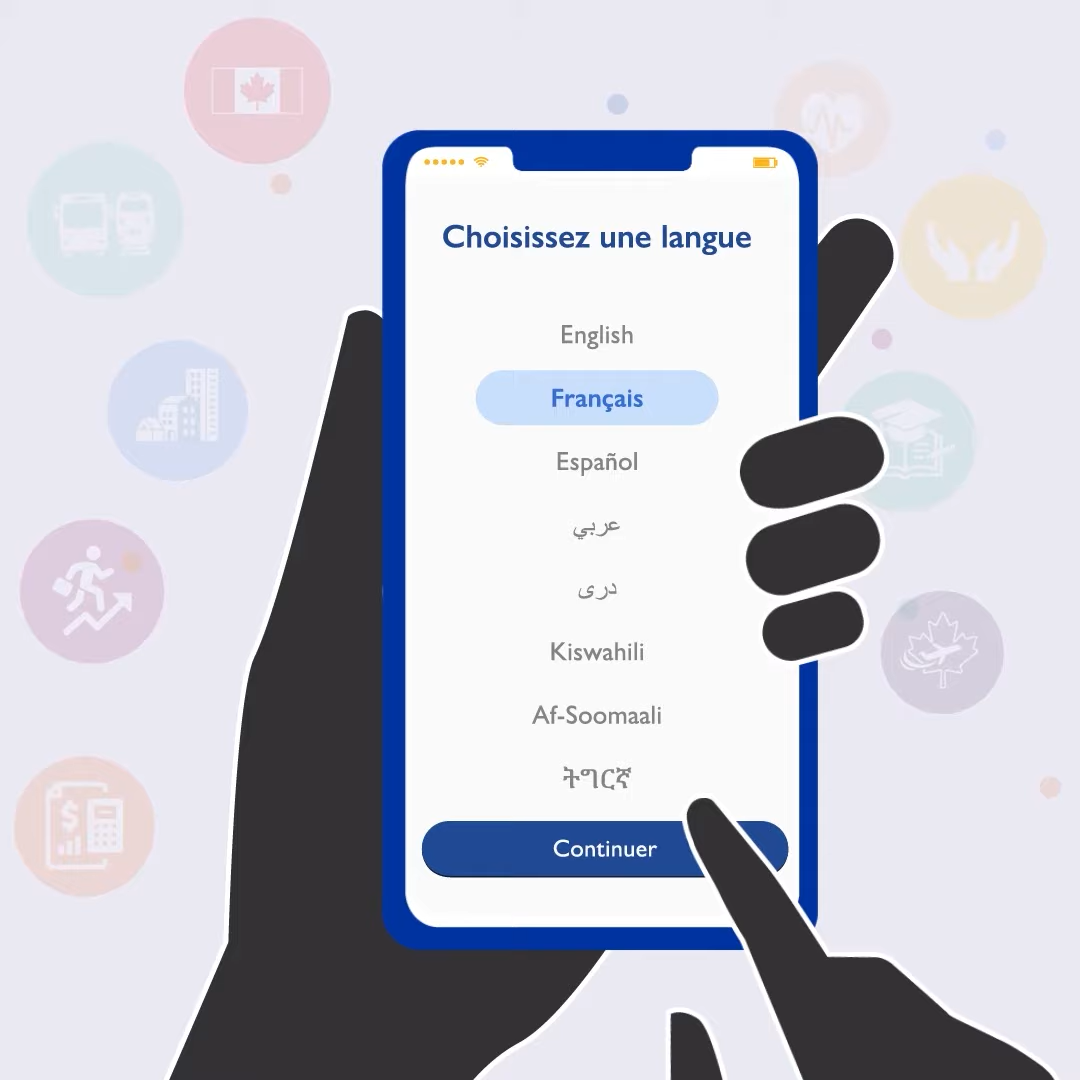 Choisissez une langue
English
Français
Español
عربي
دری
Kiswahili
Af-Soomaali
ትግርኛ
Continuer
$